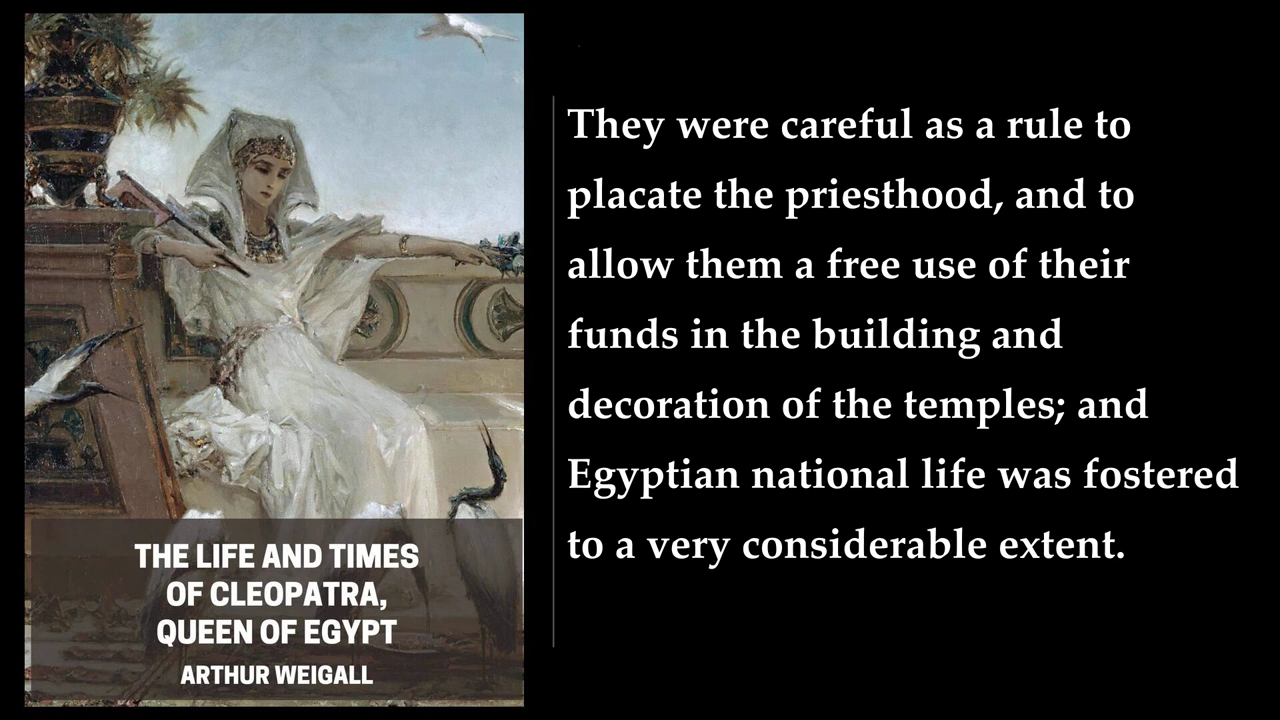 They were careful as a rule to
placate the priesthood, and to
allow them a free use of their
funds in the building and
decoration of the temples; and
Egyptian national life was fostered
to a very considerable extent.
THE LIFE AND TIMES
OF CLEOPATRA,
QUEEN OF EGYPT
ARTHUR WEIGALL